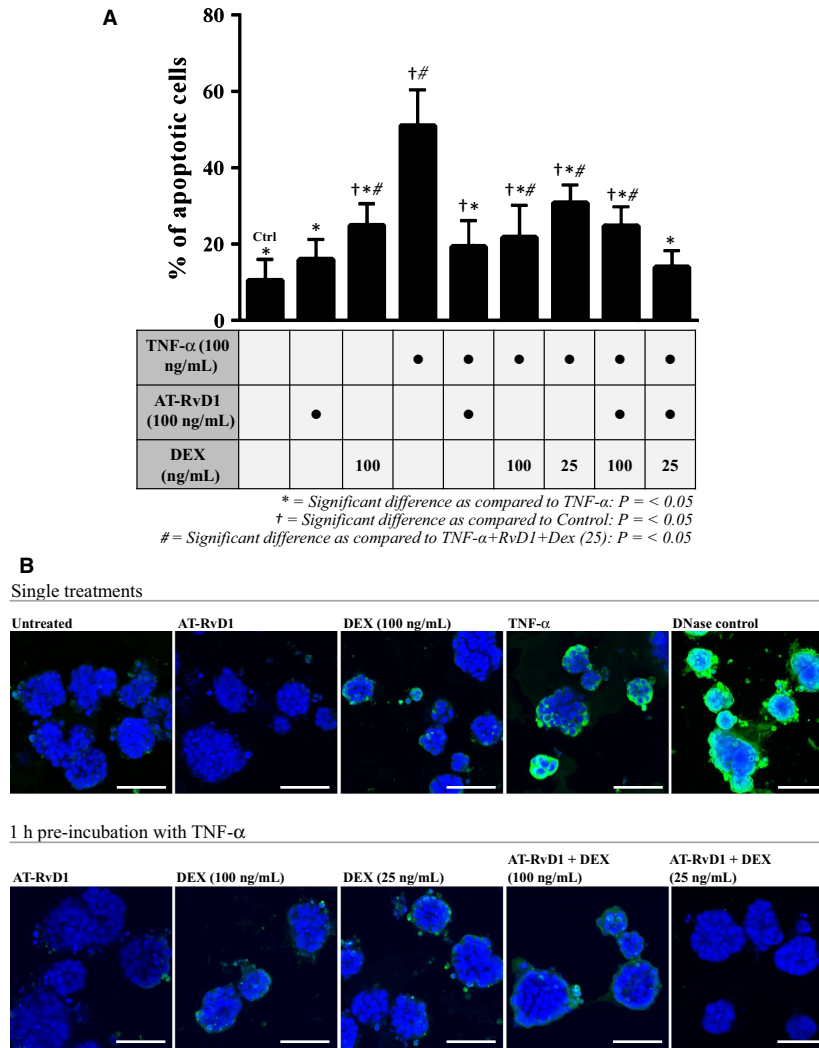 A
% of apoptotic cells
80
60
40
20
0
Ctrl
*
*
†*#
†#
†*
†*#
†*#
†*#
*
TNF-α (100
ng/mL)
● ● ● ● ● ●
AT-RvD1
(100 ng/mL)
● ● ● ●
DEX
(ng/mL)
100 100 25 100 25
* = Significant difference as compared to TNF-α: P = < 0.05
† = Significant difference as compared to Control: P = < 0.05
# = Significant difference as compared to TNF-α+RvD1+Dex (25): P = < 0.05
B
Single treatments
Untreated AT-RvD1 DEX (100 ng/mL) TNF-α DNase control
1 h pre-incubation with TNF-α
AT-RvD1 DEX (100 ng/mL) DEX (25 ng/mL) AT-RvD1 + DEX (100 ng/mL) AT-RvD1 + DEX (25 ng/mL)